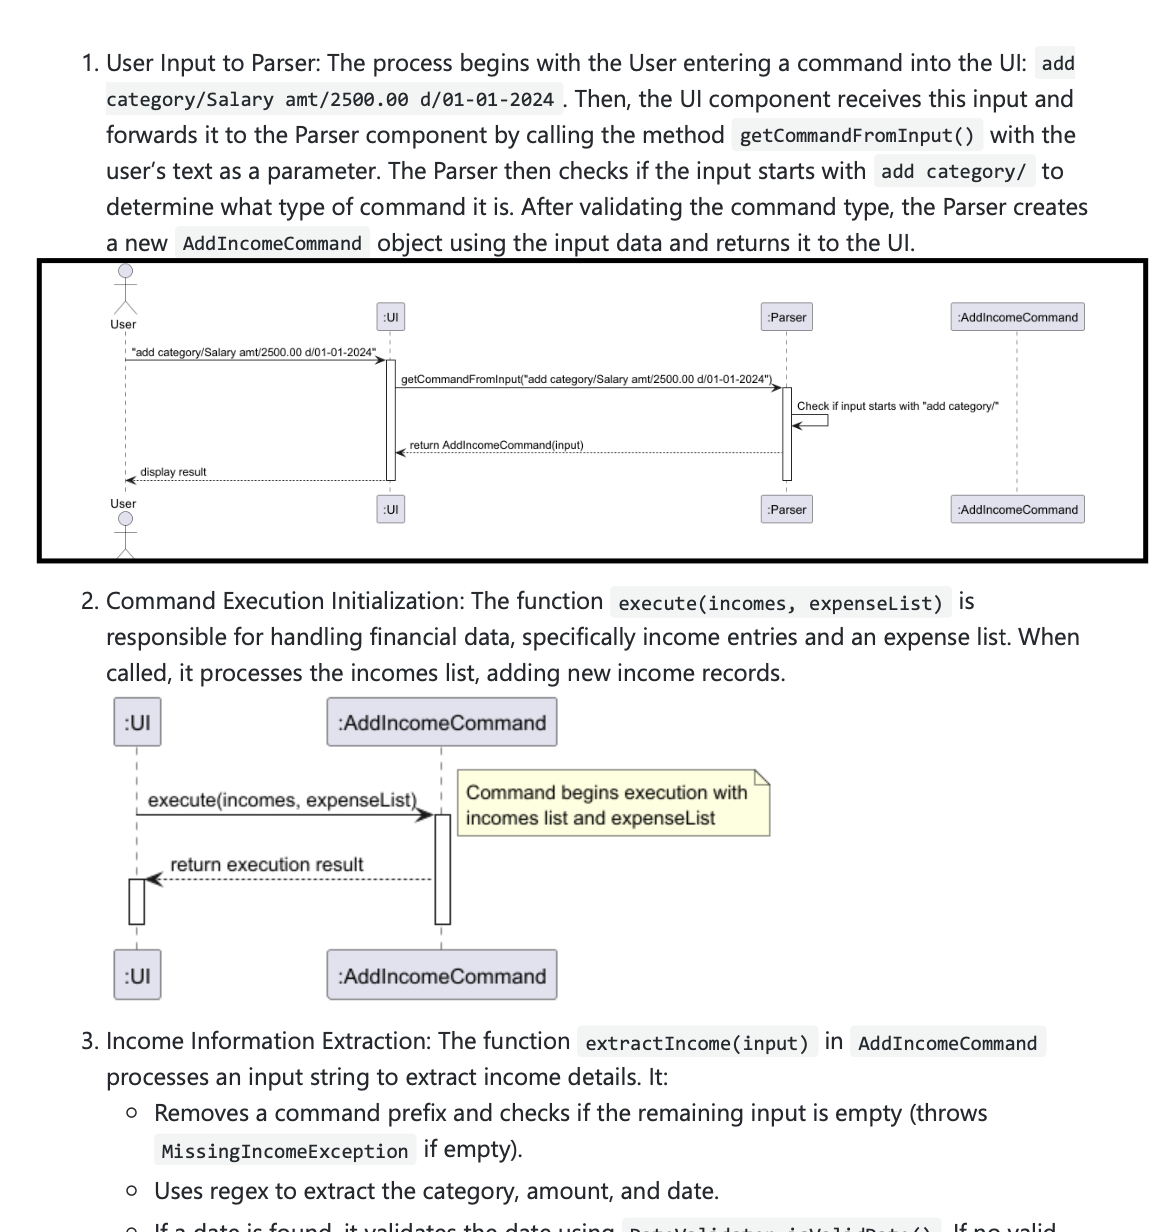 1. User Input to Parser: The process begins with the User entering a command into the UI: add
category/Salary amt/2500.00 d/01-01-2024 . Then, the UI component receives this input and
forwards it to the Parser component by calling the method getCommandFromInput() with the
user’s text as a parameter. The Parser then checks if the input starts with add category/ to
determine what type of command it is. After validating the command type, the Parser creates
a new AddIncomeCommand object using the input data and returns it to the UI.
User
:UI
:Parser
:AddIncomeCommand
"add category/Salary amt/2500.00 d/01-01-2024"
getCommandFromInput("add category/Salary amt/2500.00 d/01-01-2024")
Check if input starts with "add category/"
return AddIncomeCommand(input)
display result
User
:UI
:Parser
:AddIncomeCommand
2. Command Execution Initialization: The function execute(incomes, expenseList) is
responsible for handling financial data, specifically income entries and an expense list. When
called, it processes the incomes list, adding new income records.
:UI
:AddIncomeCommand
Command begins execution with
incomes list and expenseList
execute(incomes, expenseList)
return execution result
:UI
:AddIncomeCommand
3. Income Information Extraction: The function extractIncome(input) in AddIncomeCommand
processes an input string to extract income details. It:
Removes a command prefix and checks if the remaining input is empty (throws
MissingIncomeException if empty).
Uses regex to extract the category, amount, and date.
If a date is found, it validates the date using DateValidator.isValidDate(). If no valid